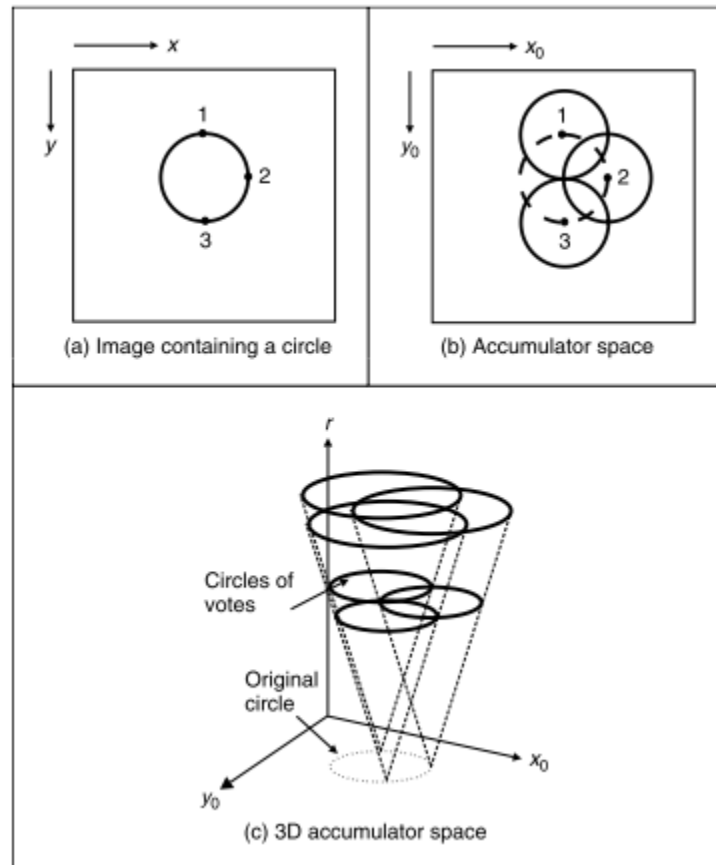 x
y
1
2
3
(a) Image containing a circle
x₀
y₀
1
2
3
(b) Accumulator space
r
Circles of
votes
Original
circle
x₀
y₀
(c) 3D accumulator space